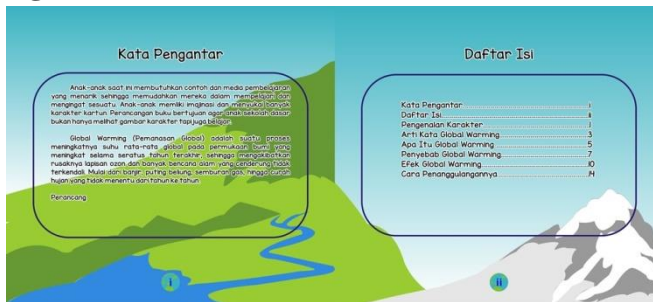 Kata Pengantar
Anak-anak saat ini membutuhkan contoh dan media pembelajaran
yang menarik sehingga memudahkan mereka dalam mempelajari dan
mengingat sesuatu. Anak-anak memiliki imajinasi dan menyukai banyak
karakter kartun. Perancangan buku bertujuan agar anak sekolah dasar
bukan hanya melihat gambar karakter tapi juga belajar.
Global Warming (Pemanasan Global) adalah suatu proses
meningkatnya suhu rata-rata global pada permukaan bumi yang
meningkat selama seratus tahun terakhir, sehingga mengakibatkan
rusaknya lapisan ozon dan banyak bencana alam yang cenderung tidak
terkendali. Mulai dari banjir, puting beliung, semburan gas, hingga curah
hujan yang tidak menentu dari tahun ke tahun.
Perancang
i
Daftar Isi
Kata Pengantar.....i
Daftar Isi.....ii
Pengenalan Karakter.....1
Arti Kata Global Warming.....3
Apa Itu Global Warming.....5
Penyebab Global Warming.....7
Efek Global Warming.....10
Cara Penanggulangannya.....14
ii